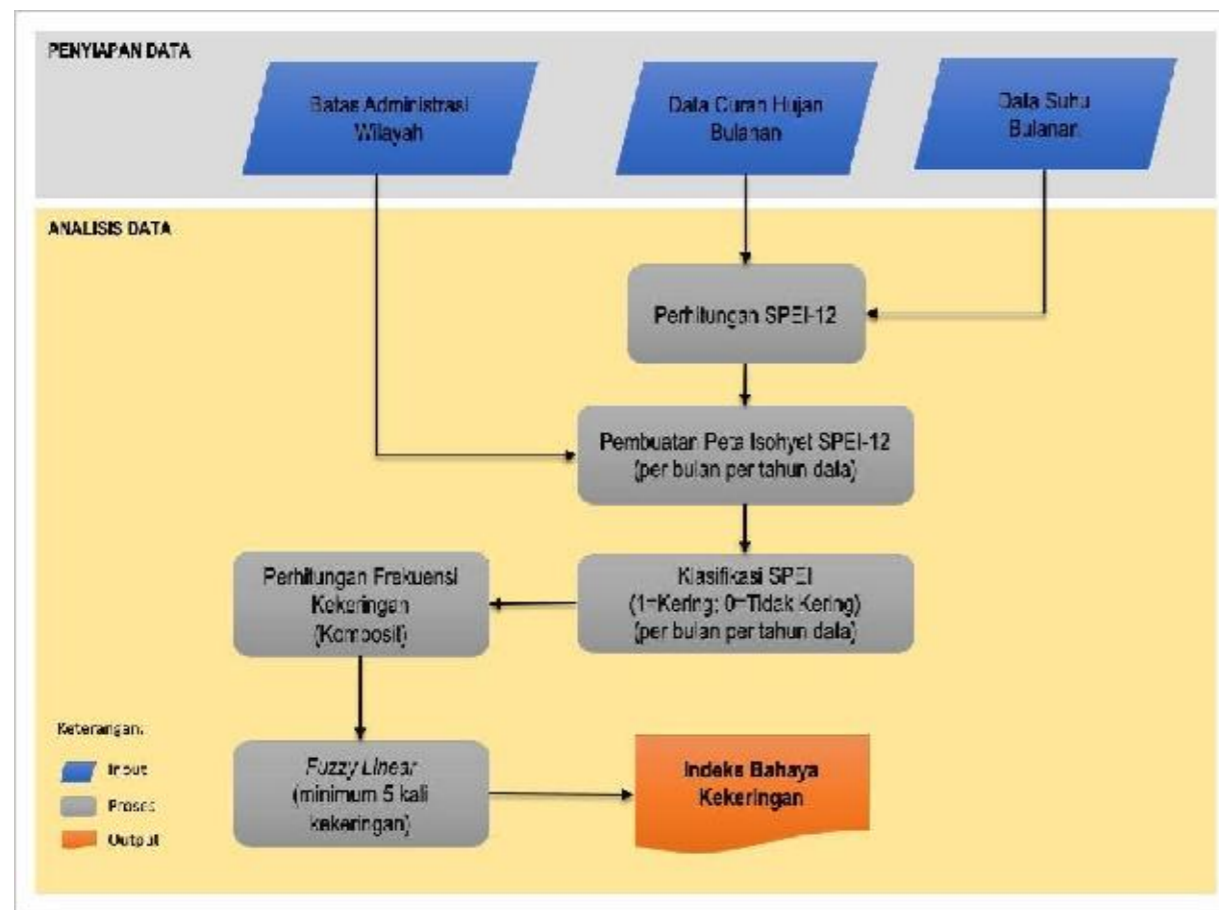 PENYIAPAN DATA
Batas Administrasi
Wilayah
Data Curah Hujan
Bulanan
Data Suhu
Bulanan
ANALISIS DATA
Perhitungan SPEI-12
Pembuatan Peta Isohyet SPEI-12
(per bulan per tahun data)
Klasifikasi SPEI
(1=Kering; 0=Tidak Kering)
(per bulan per tahun data)
Perhitungan Frekuensi
Kekeringan
(Komposit)
Fuzzy Linear
(minimum 5 kali
kekeringan)
Indeks Bahaya
Kekeringan
Keterangan:
Input
Proses
Output